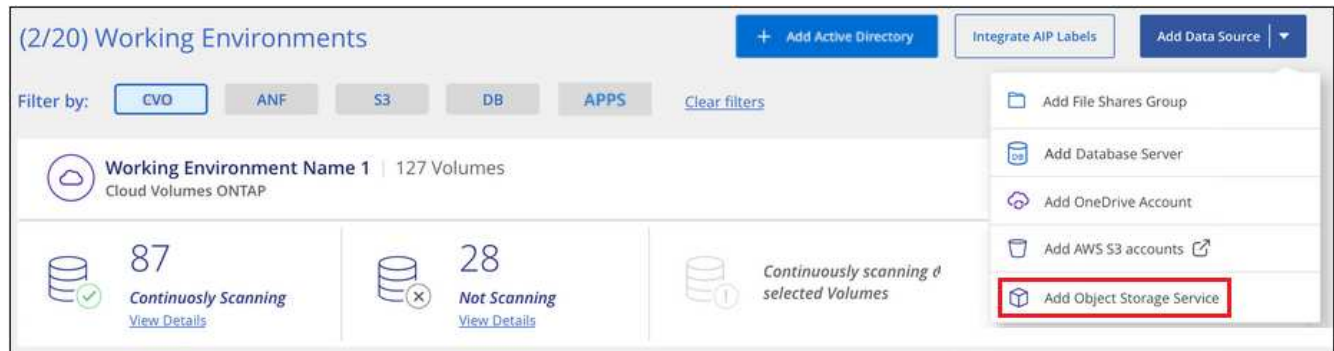 (2/20) Working Environments
+ Add Active Directory
Integrate AIP Labels
Add Data Source
Filter by:
CVO
ANF
S3
DB
APPS
Clear filters
Add File Shares Group
DB
Add Database Server
Add OneDrive Account
Add AWS S3 accounts
Add Object Storage Service
Working Environment Name 1 | 127 Volumes
Cloud Volumes ONTAP
87
Continuosly Scanning
View Details
28
Not Scanning
View Details
Continuously scanning
selected Volumes